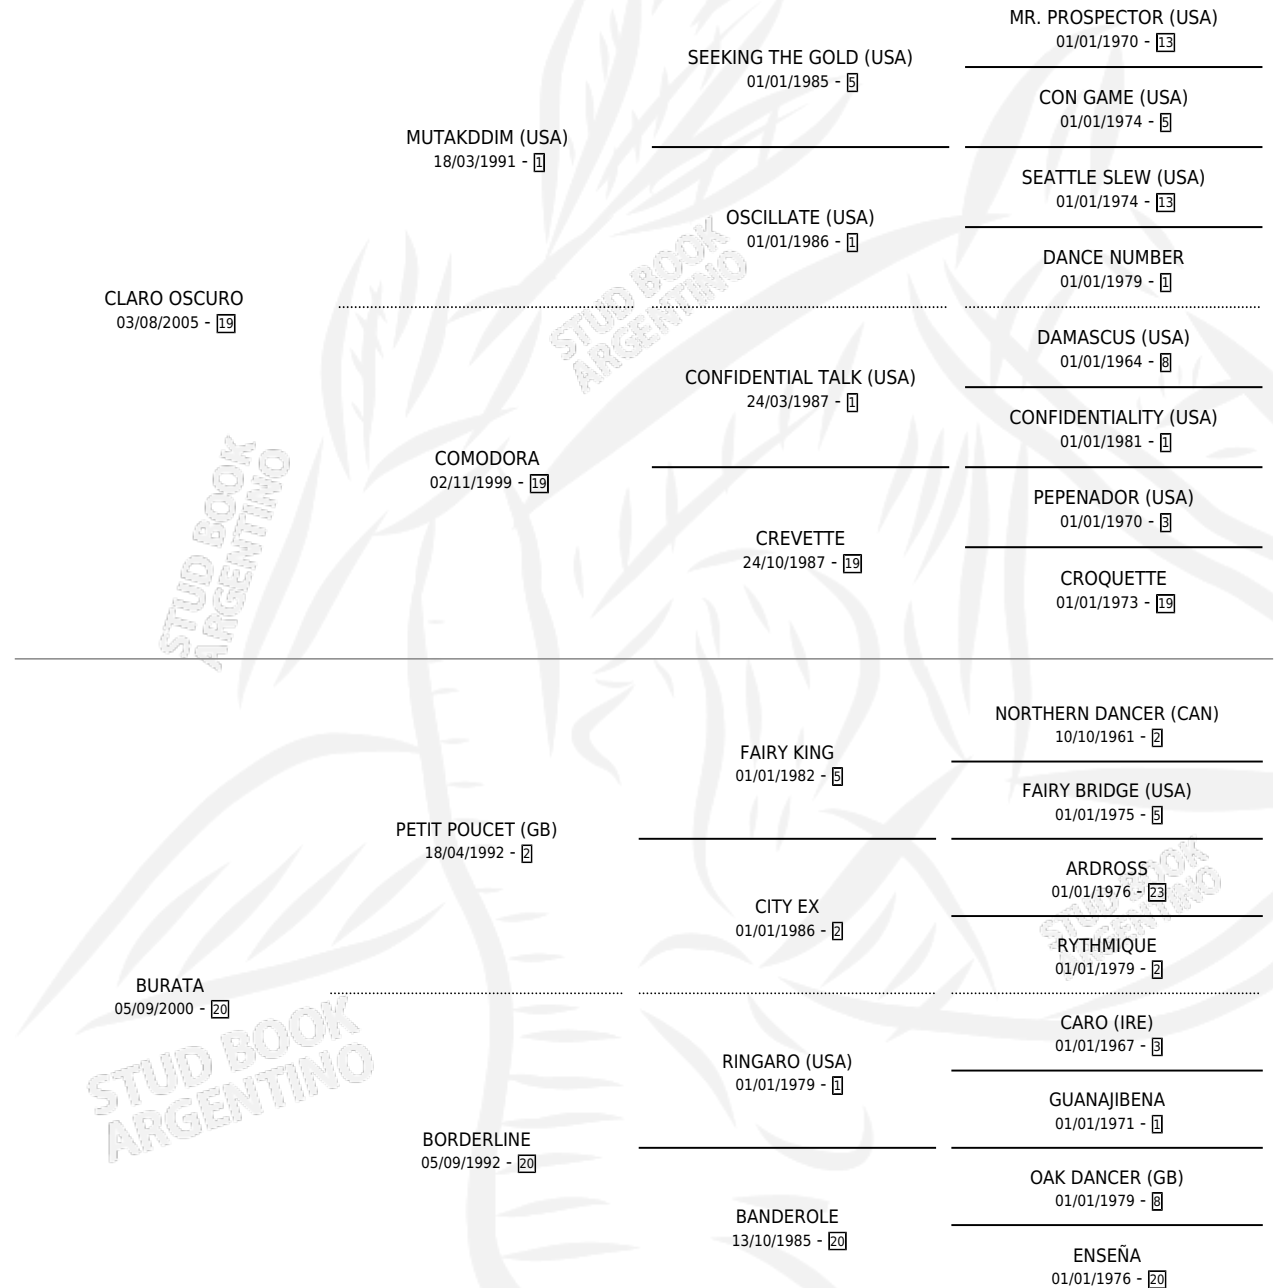 MR. PROSPECTOR (USA)
01/01/1970 - 13
SEEKING THE GOLD (USA)
01/01/1985 - 5
CON GAME (USA)
01/01/1974 - 5
MUTAKDDIM (USA)
18/03/1991 - 1
SEATTLE SLEW (USA)
01/01/1974 - 13
OSCILLATE (USA)
01/01/1986 - 1
DANCE NUMBER
01/01/1979 - 1
CLARO OSCURO
03/08/2005 - 19
DAMASCUS (USA)
01/01/1964 - 8
CONFIDENTIAL TALK (USA)
24/03/1987 - 1
CONFIDENTIALITY (USA)
01/01/1981 - 1
COMODORA
02/11/1999 - 19
PEPENADOR (USA)
01/01/1970 - 3
CREVETTE
24/10/1987 - 19
CROQUETTE
01/01/1973 - 19
NORTHERN DANCER (CAN)
10/10/1961 - 2
FAIRY KING
01/01/1982 - 5
FAIRY BRIDGE (USA)
01/01/1975 - 5
PETIT POUCET (GB)
18/04/1992 - 2
ARDROSS
01/01/1976 - 23
CITY EX
01/01/1986 - 2
RYTHMIQUE
01/01/1979 - 2
BURATA
05/09/2000 - 20
CARO (IRE)
01/01/1967 - 3
RINGARO (USA)
01/01/1979 - 1
GUANAJIBENA
01/01/1971 - 1
BORDERLINE
05/09/1992 - 20
OAK DANCER (GB)
01/01/1979 - 8
BANDEROLE
13/10/1985 - 20
ENSEÑA
01/01/1976 - 20
STUD BOOK
ARGENTINO
STUD BOOK
ARGENTINO
STUD BOOK
ARGENTINO
STUD BOOK
ARGENTINO